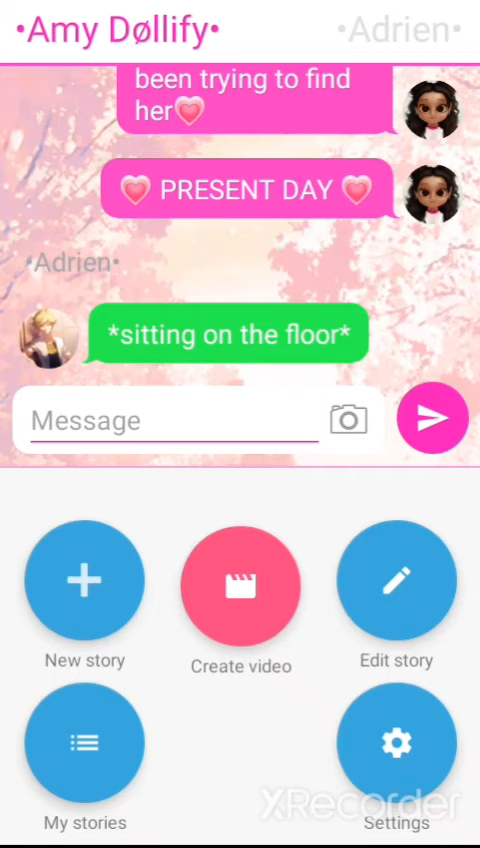 •Amy Døllify•
•Adrien•
been trying to find
her💗
💗 PRESENT DAY 💗
•Adrien•
*sitting on the floor*
Message
New story
Create video
Edit story
My stories
Settings
XRecorder